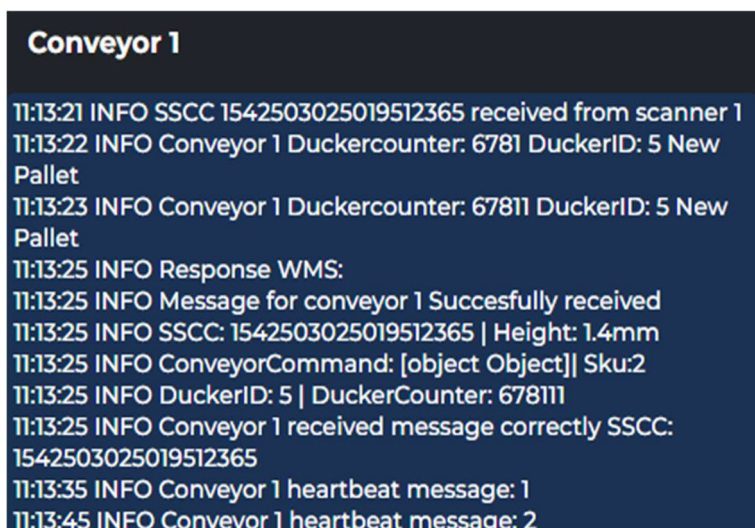 Conveyor 1
11:13:21 INFO SSCC 1542503025019512365 received from scanner 1
11:13:22 INFO Conveyor 1 Duckercounter: 6781 DuckerID: 5 New
Pallet
11:13:23 INFO Conveyor 1 Duckercounter: 67811 DuckerID: 5 New
Pallet
11:13:25 INFO Response WMS:
11:13:25 INFO Message for conveyor 1 Succesfully received
11:13:25 INFO SSCC: 1542503025019512365 | Height: 1.4mm
11:13:25 INFO ConveyorCommand: [object Object]| Sku:2
11:13:25 INFO DuckerID: 5 | DuckerCounter: 678111
11:13:25 INFO Conveyor 1 received message correctly SSCC:
1542503025019512365
11:13:35 INFO Conveyor 1 heartbeat message: 1
11:13:45 INFO Conveyor 1 heartbeat message: 2